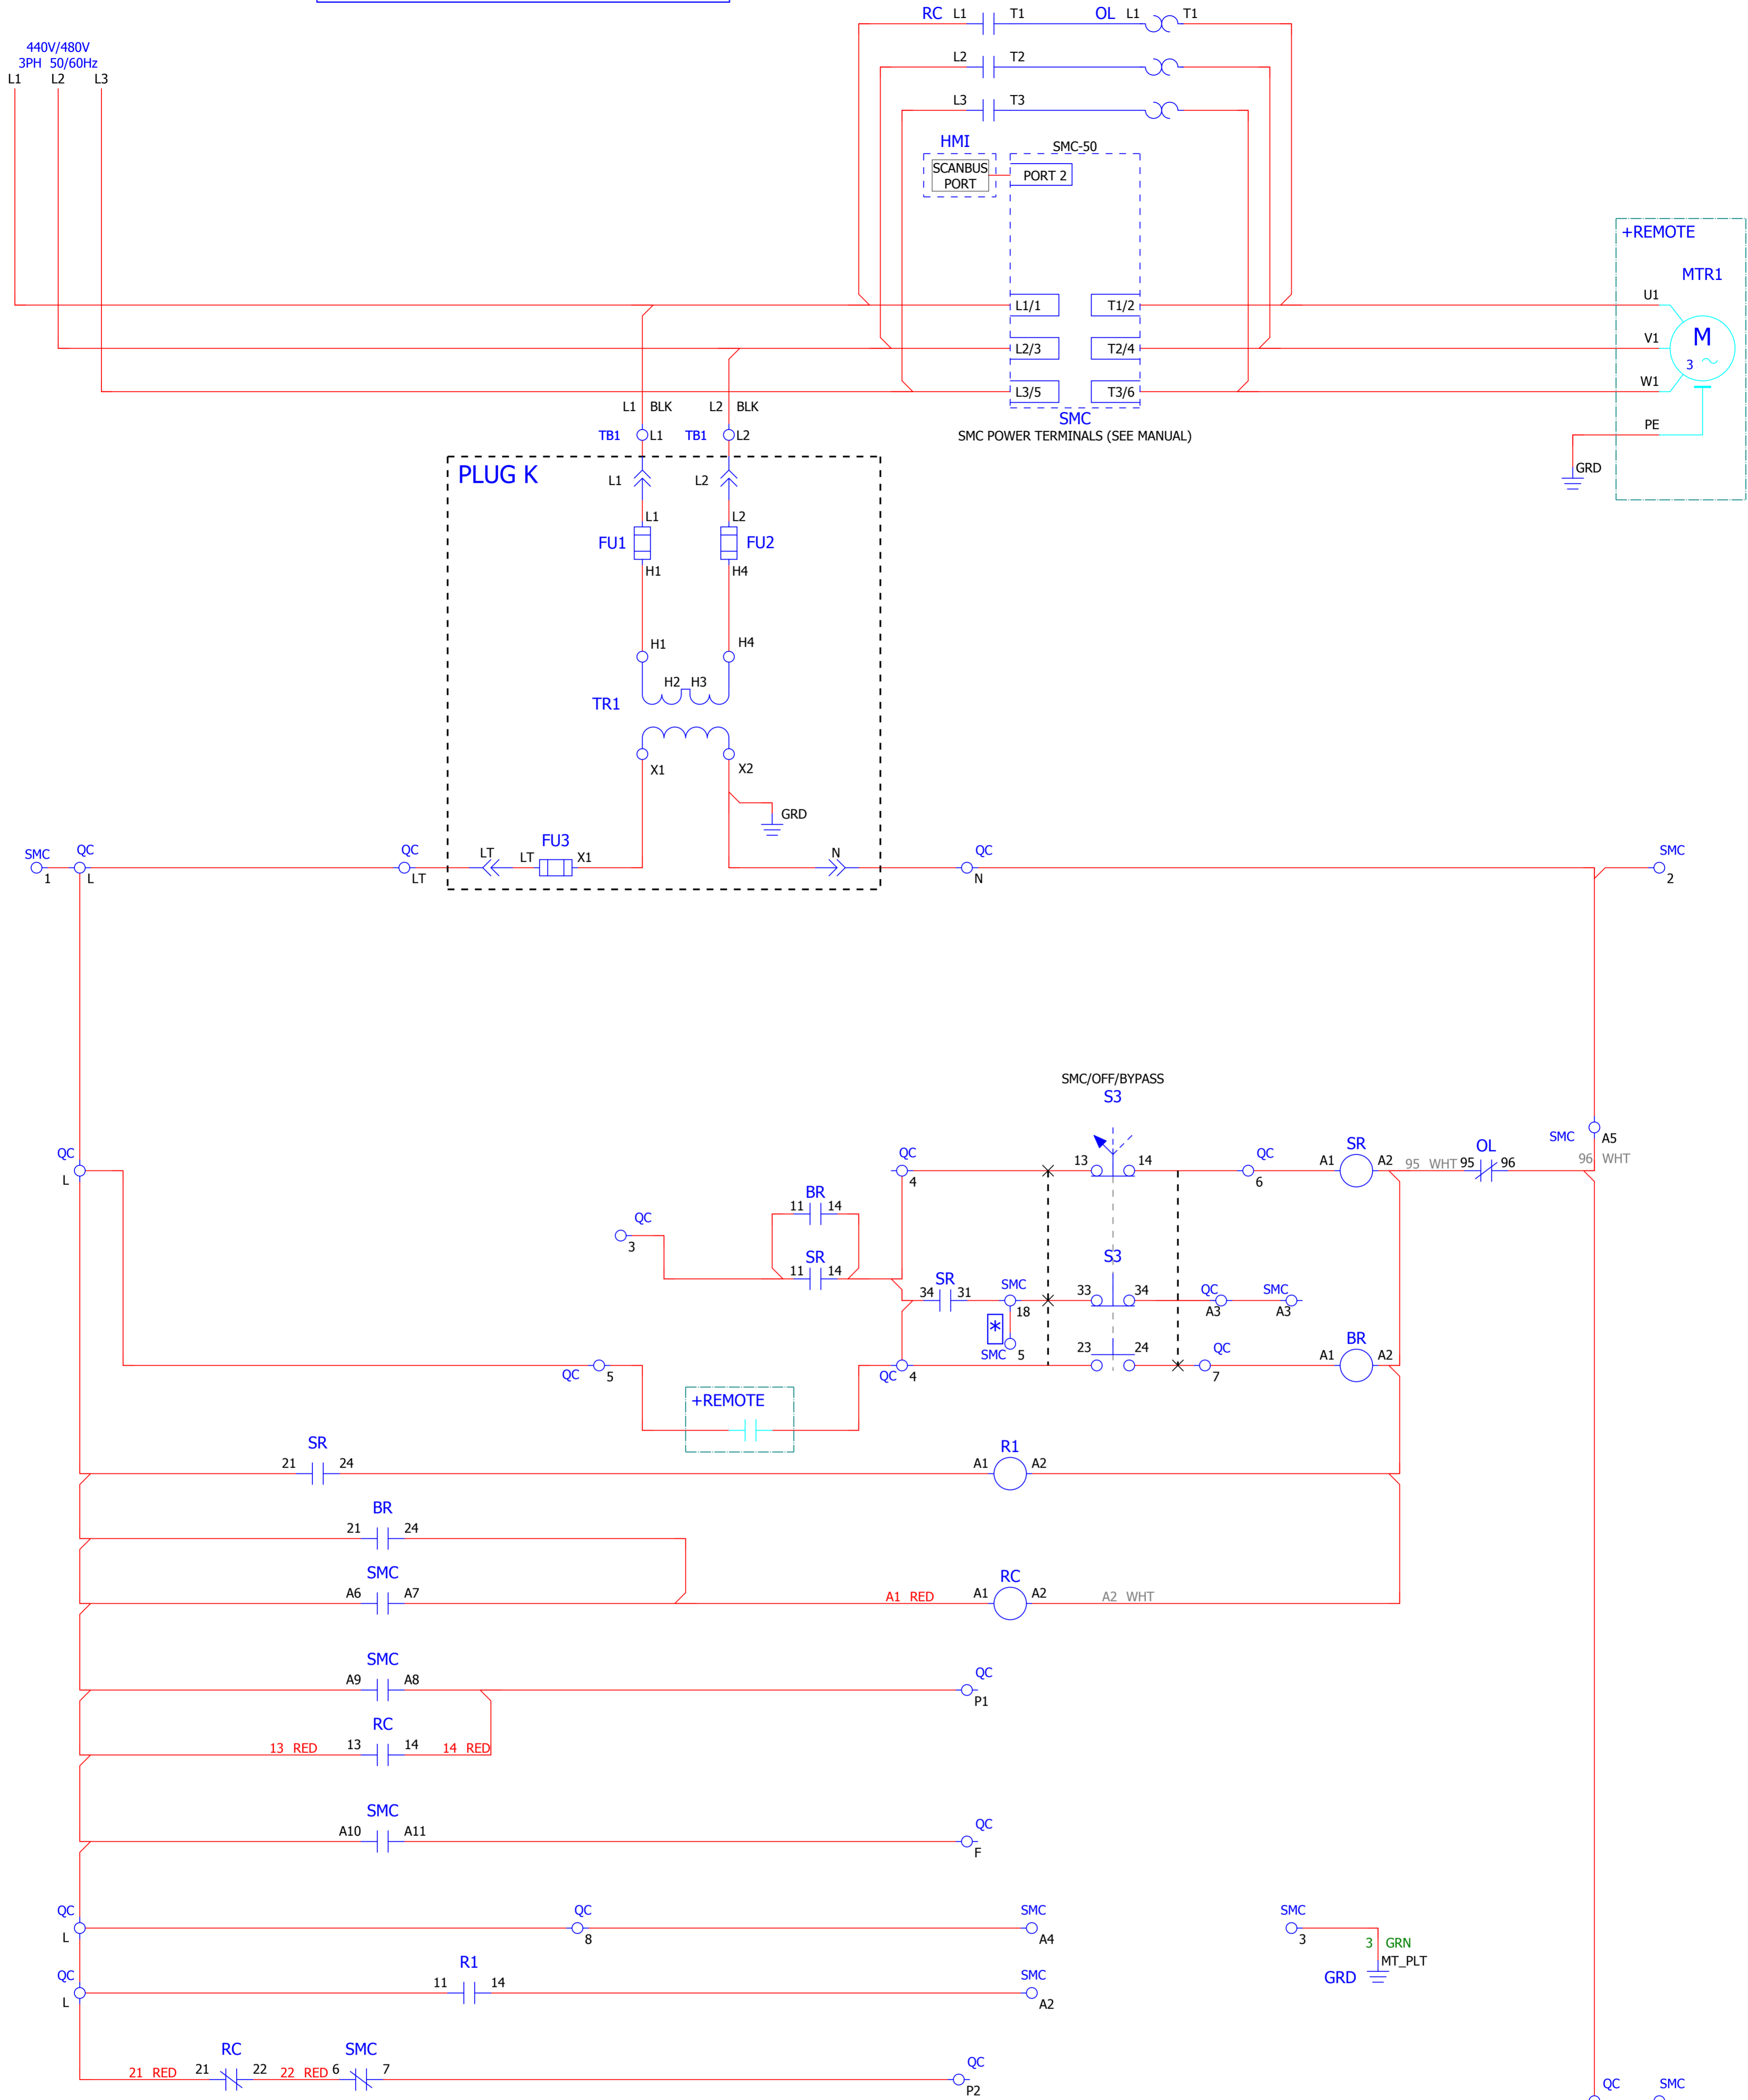 RC L1 T1 OL L1 T1
440V/480V
3PH 50/60Hz
L1 L2 L3
L2 T2
L3 T3
HMI
SMC-50
SCANBUS
PORT
PORT 2
+REMOTE
MTR1
L1/1 T1/2 U1
L2/3 T2/4 V1
M
3
L3/5 T3/6 W1
L1 BLK L2 BLK
SMC
SMC POWER TERMINALS (SEE MANUAL)
PE
TB1 L1 TB1 L2
GRD
PLUG K
L1 L2
L1 L2
FU1 FU2
H1 H4
H1 H4
H2 H3
TR1
X1 X2
GRD
FU3
SMC QC QC LT LT X1 N QC SMC
1 L LT N 2
SMC/OFF/BYPASS
S3
SMC A5
QC QC 13 14 QC SR OL
A1 A2 95 WHT 95 96 96 WHT
L 4 6
BR
11 14
QC
3
SR
11 14
S3
SR
34 31 SMC 33 34 QC SMC
18 A3 A3
*
SMC 5
23 24 QC BR
A1 A2
QC 5 QC 4 7
+REMOTE
SR R1
21 24 A1 A2
BR
21 24
SMC RC
A6 A7 A1 RED A1 A2 A2 WHT
SMC
A9 A8 QC
P1
RC
13 RED 13 14 14 RED
SMC
A10 A11 QC
F
QC QC SMC SMC
L 8 A4 3
3 GRN
MT_PLT
GRD
QC R1 SMC
L 11 14 A2
RC SMC
21 RED 21 22 22 RED 6 7 QC
P2
QC SMC